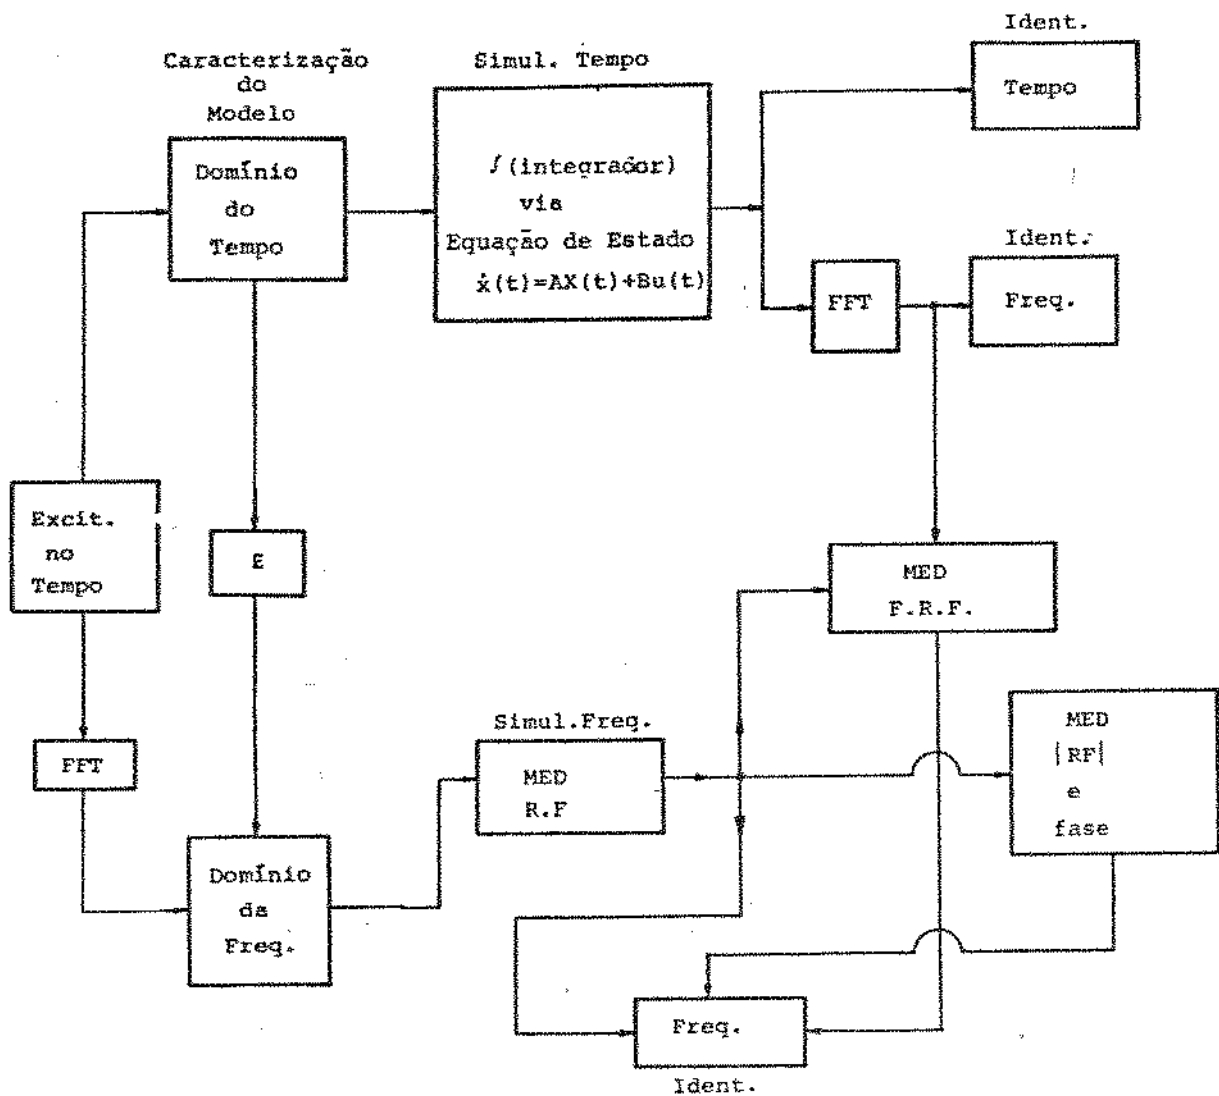 Caracterização
do
Modelo
Domínio
do
Tempo
Simul. Tempo
∫(integrador)
via
Equação de Estado
ẋ(t)=AX(t)+Bu(t)
Ident.
Tempo
Ident.
Freq.
FFT
Excit.
no
Tempo
E
FFT
Domínio
da
Freq.
Simul.Freq.
MED
R.F
MED
F.R.F.
MED
|RF|
e
fase
Freq.
Ident.